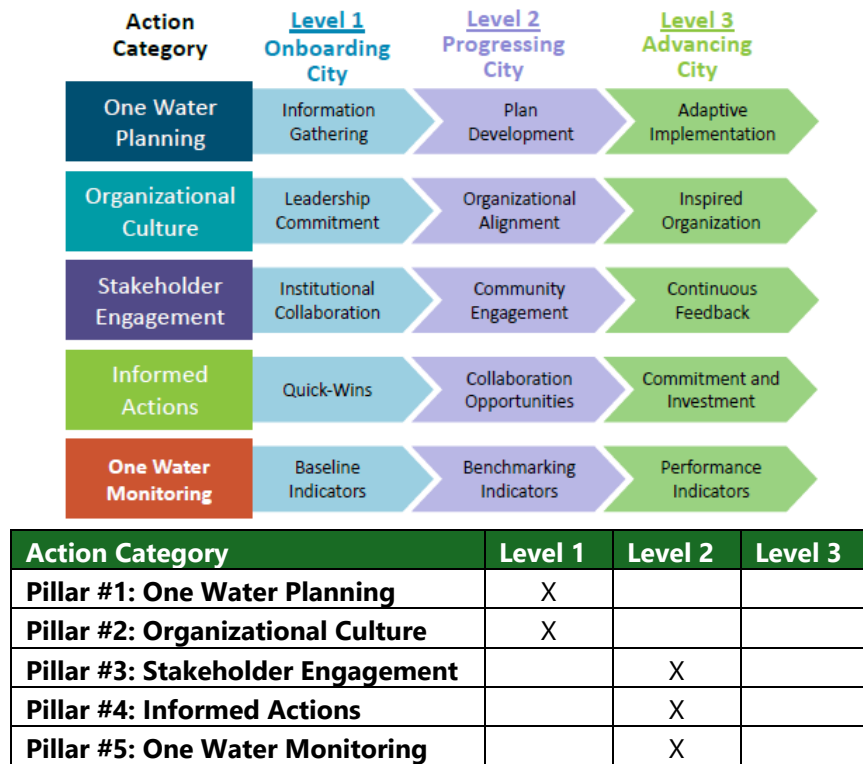 Action
Category
Level 1
Onboarding
City
Level 2
Progressing
City
Level 3
Advancing
City
One Water
Planning
Information
Gathering
Plan
Development
Adaptive
Implementation
Organizational
Culture
Leadership
Commitment
Organizational
Alignment
Inspired
Organization
Stakeholder
Engagement
Institutional
Collaboration
Community
Engagement
Continuous
Feedback
Informed
Actions
Quick-Wins
Collaboration
Opportunities
Commitment and
Investment
One Water
Monitoring
Baseline
Indicators
Benchmarking
Indicators
Performance
Indicators
Action Category Level 1 Level 2 Level 3
Pillar #1: One Water Planning X
Pillar #2: Organizational Culture X
Pillar #3: Stakeholder Engagement X
Pillar #4: Informed Actions X
Pillar #5: One Water Monitoring X